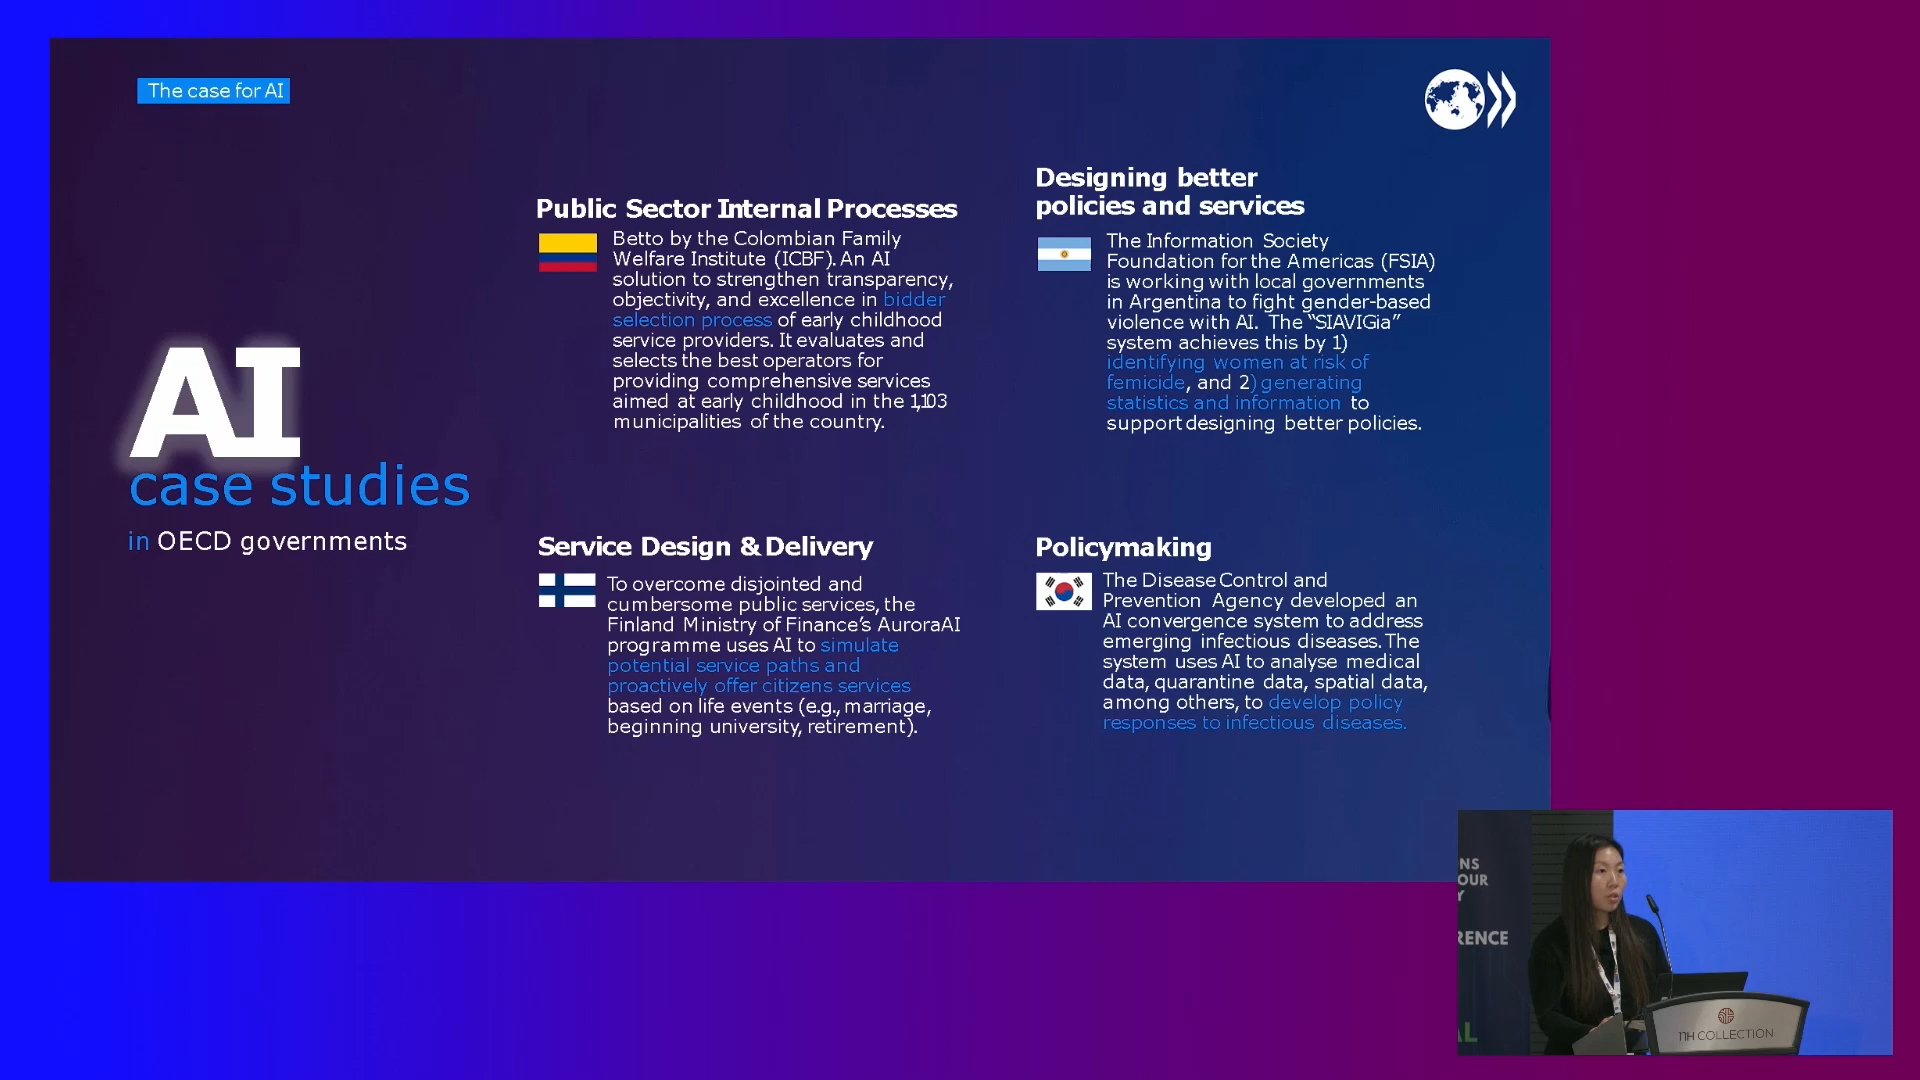 The case for AI
AI
case studies
in OECD governments
Public Sector Internal Processes
Betto by the Colombian Family
Welfare Institute (ICBF). An AI
solution to strengthen transparency,
objectivity, and excellence in bidder
selection process of early childhood
service providers. It evaluates and
selects the best operators for
providing comprehensive services
aimed at early childhood in the 1,103
municipalities of the country.
Designing better
policies and services
The Information Society
Foundation for the Americas (FSIA)
is working with local governments
in Argentina to fight gender-based
violence with AI. The “SIAVIGia”
system achieves this by 1)
identifying women at risk of
femicide, and 2) generating
statistics and information to
support designing better policies.
Service Design & Delivery
To overcome disjointed and
cumbersome public services, the
Finland Ministry of Finance’s AuroraAI
programme uses AI to simulate
potential service paths and
proactively offer citizens services
based on life events (e.g., marriage,
beginning university, retirement).
Policymaking
The Disease Control and
Prevention Agency developed an
AI convergence system to address
emerging infectious diseases. The
system uses AI to analyse medical
data, quarantine data, spatial data,
among others, to develop policy
responses to infectious diseases.
NS
OUR
Y
RENCE
AL
NH COLLECTION